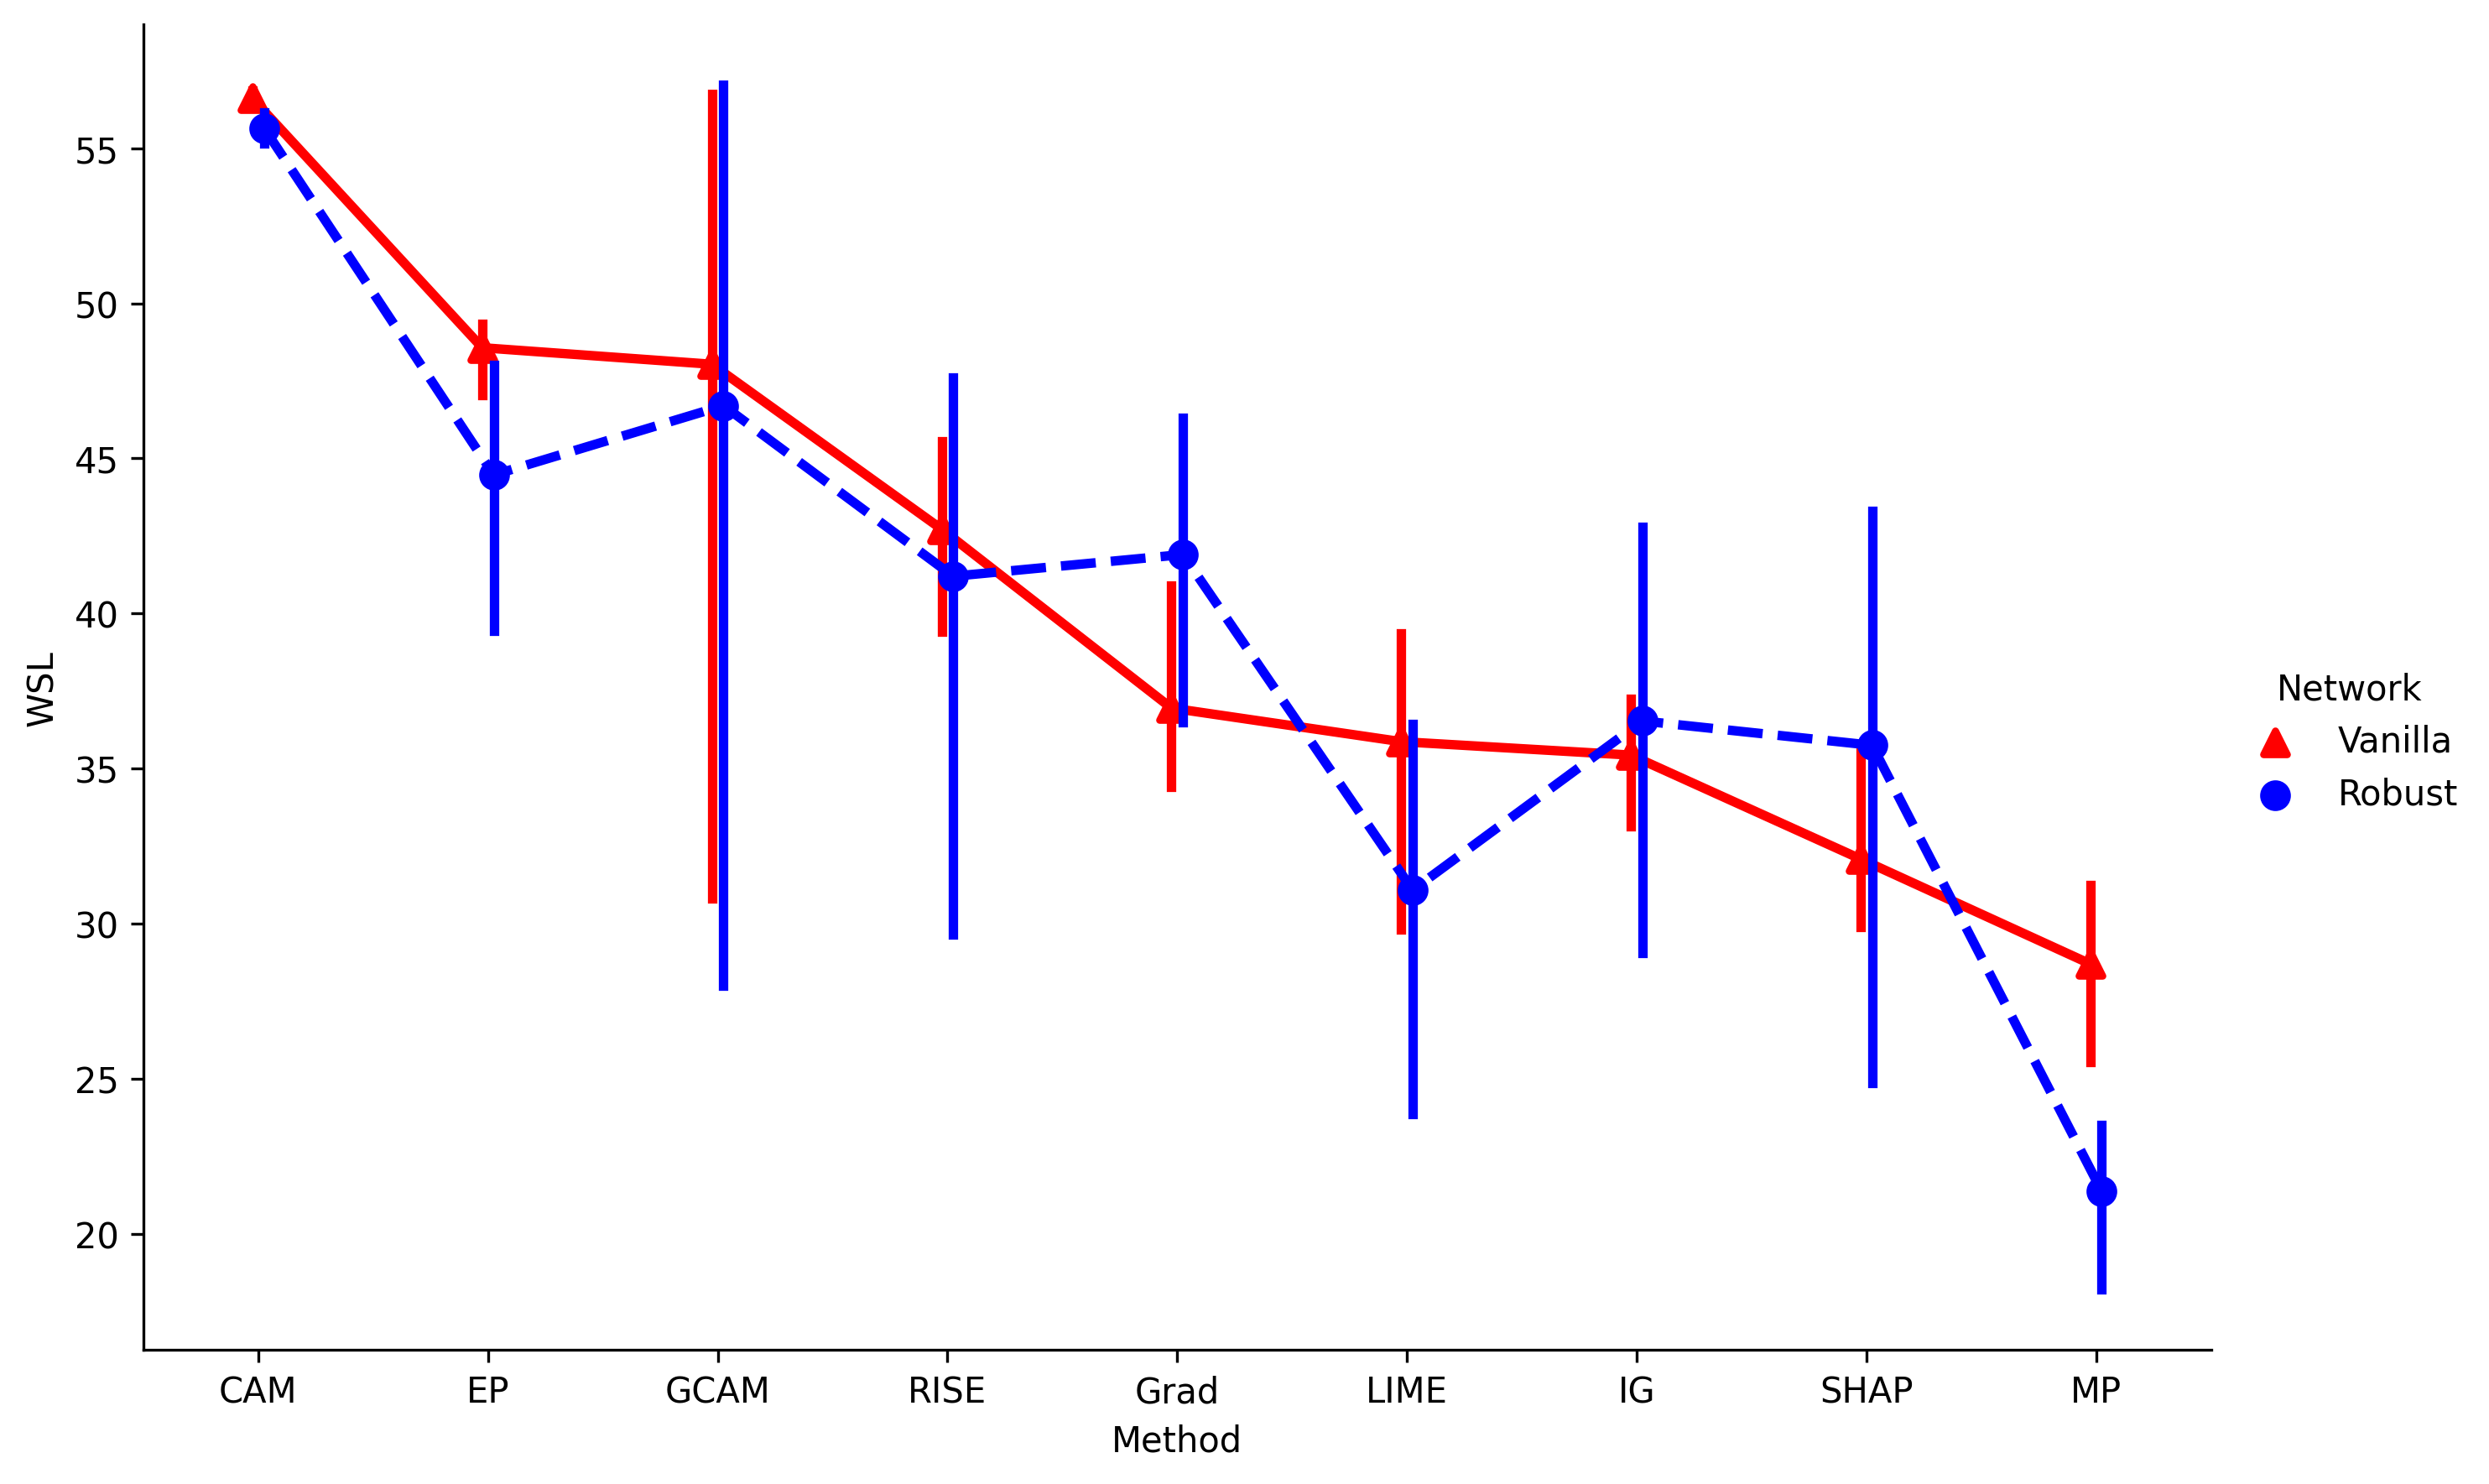 55
50
45
40
35
30
25
20
WSL
CAM EP GCAM RISE Grad LIME IG SHAP MP
Method
Network
Vanilla
Robust